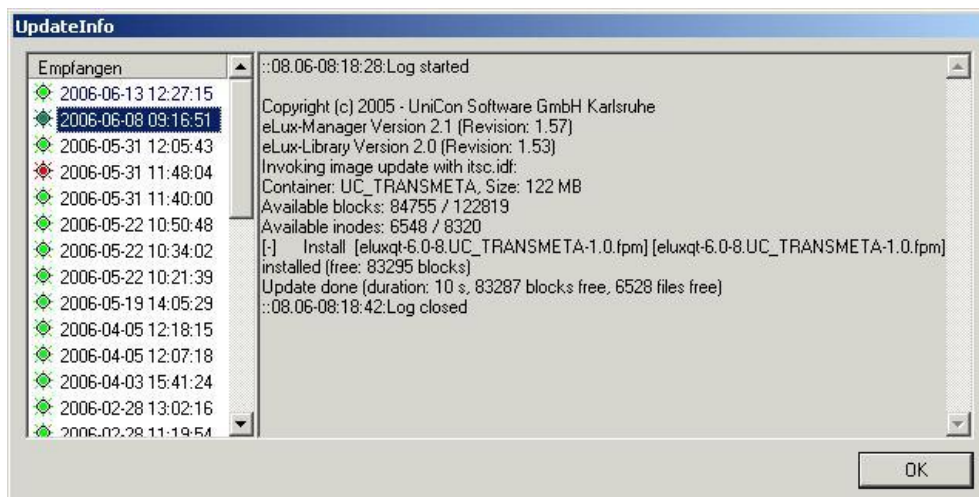 UpdateInfo
Empfangen
2006-06-13 12:27:15
2006-06-08 09:16:51
2006-05-31 12:05:43
2006-05-31 11:48:04
2006-05-31 11:40:00
2006-05-22 10:50:48
2006-05-22 10:34:02
2006-05-22 10:21:39
2006-05-19 14:05:29
2006-04-05 12:18:15
2006-04-05 12:07:18
2006-04-03 15:41:24
2006-02-28 13:02:16
2006-02-28 11:19:54
::08.06-08:18:28:Log started
Copyright (c) 2005 - UniCon Software GmbH Karlsruhe
eLux-Manager Version 2.1 (Revision: 1.57)
eLux-Library Version 2.0 (Revision: 1.53)
Invoking image update with itsc.idf:
Container: UC_TRANSMETA, Size: 122 MB
Available blocks: 84755 / 122819
Available inodes: 6548 / 8320
[-] Install [eluxqt-6.0-8.UC_TRANSMETA-1.0.fpm] [eluxqt-6.0-8.UC_TRANSMETA-1.0.fpm]
installed (free: 83295 blocks)
Update done (duration: 10 s, 83287 blocks free, 6528 files free)
::08.06-08:18:42:Log closed
OK